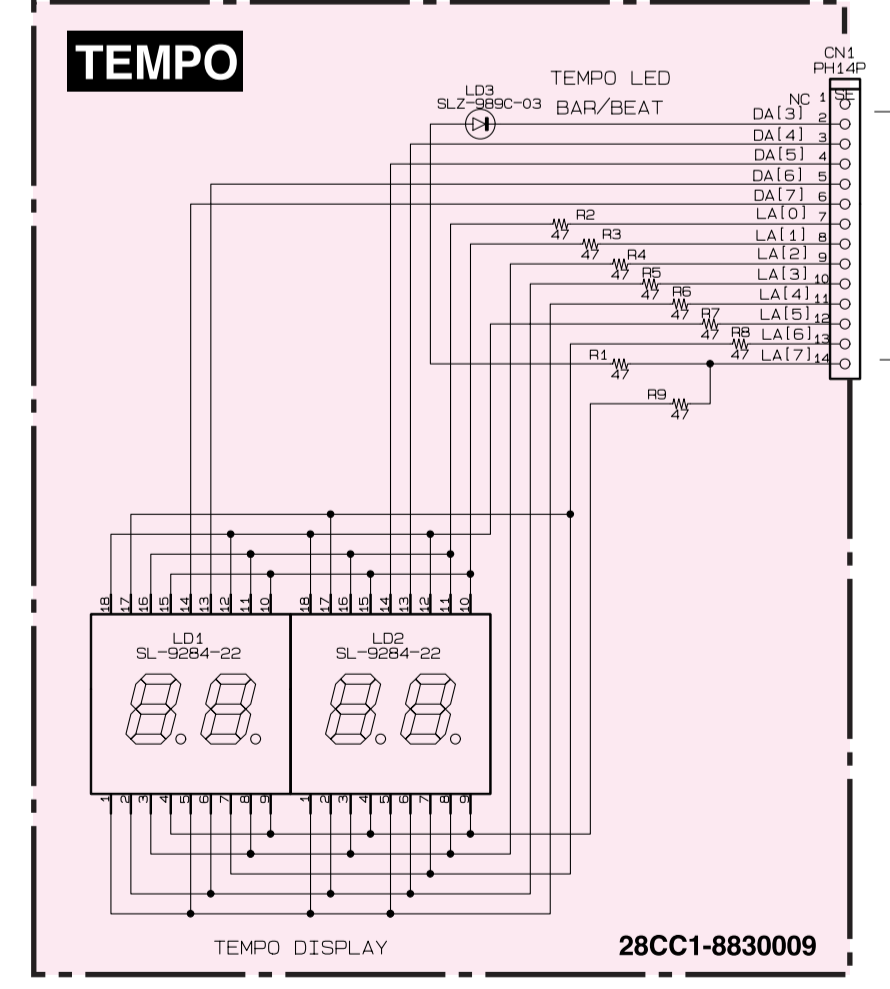 TEMPO
CN1
PH14P
SE
LD3
SLZ-989C-03
TEMPO LED
BAR/BEAT
NC 1
DA[3] 2
DA[4] 3
DA[5] 4
DA[6] 5
DA[7] 6
LA[0] 7
LA[1] 8
LA[2] 9
LA[3] 10
LA[4] 11
LA[5] 12
LA[6] 13
LA[7] 14
R2
47
R3
47
R4
47
R5
47
R6
47
R7
47
R8
47
R1
47
R9
47
18 17 16 15 14 13 12 11 10
18 17 16 15 14 13 12 11 10
LD1
SL-9284-22
LD2
SL-9284-22
8.8.
8.8.
1 2 3 4 5 6 7 8 9
1 2 3 4 5 6 7 8 9
TEMPO DISPLAY
28CC1-8830009